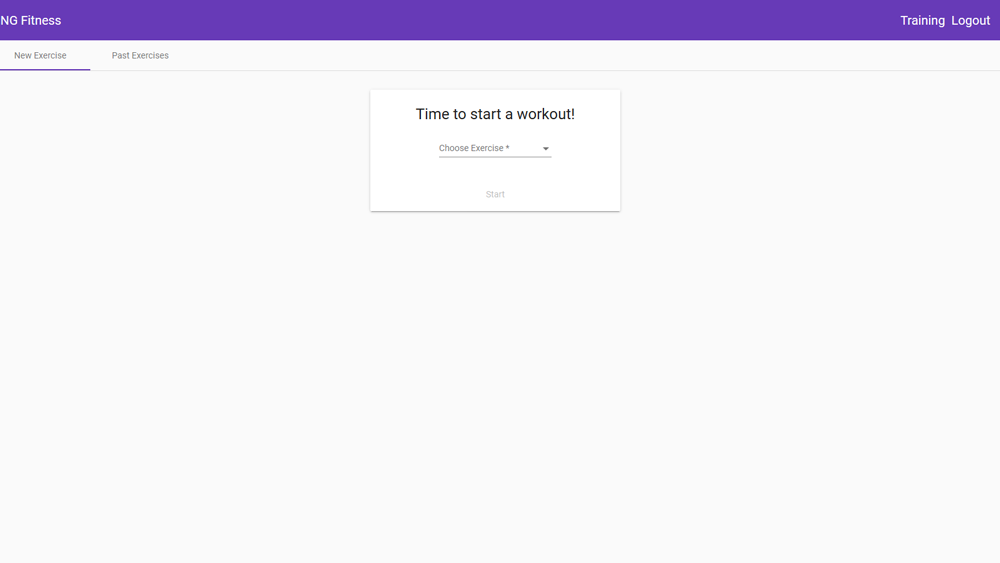 NG Fitness Training Logout
New Exercise Past Exercises
Time to start a workout!
Choose Exercise *
Start